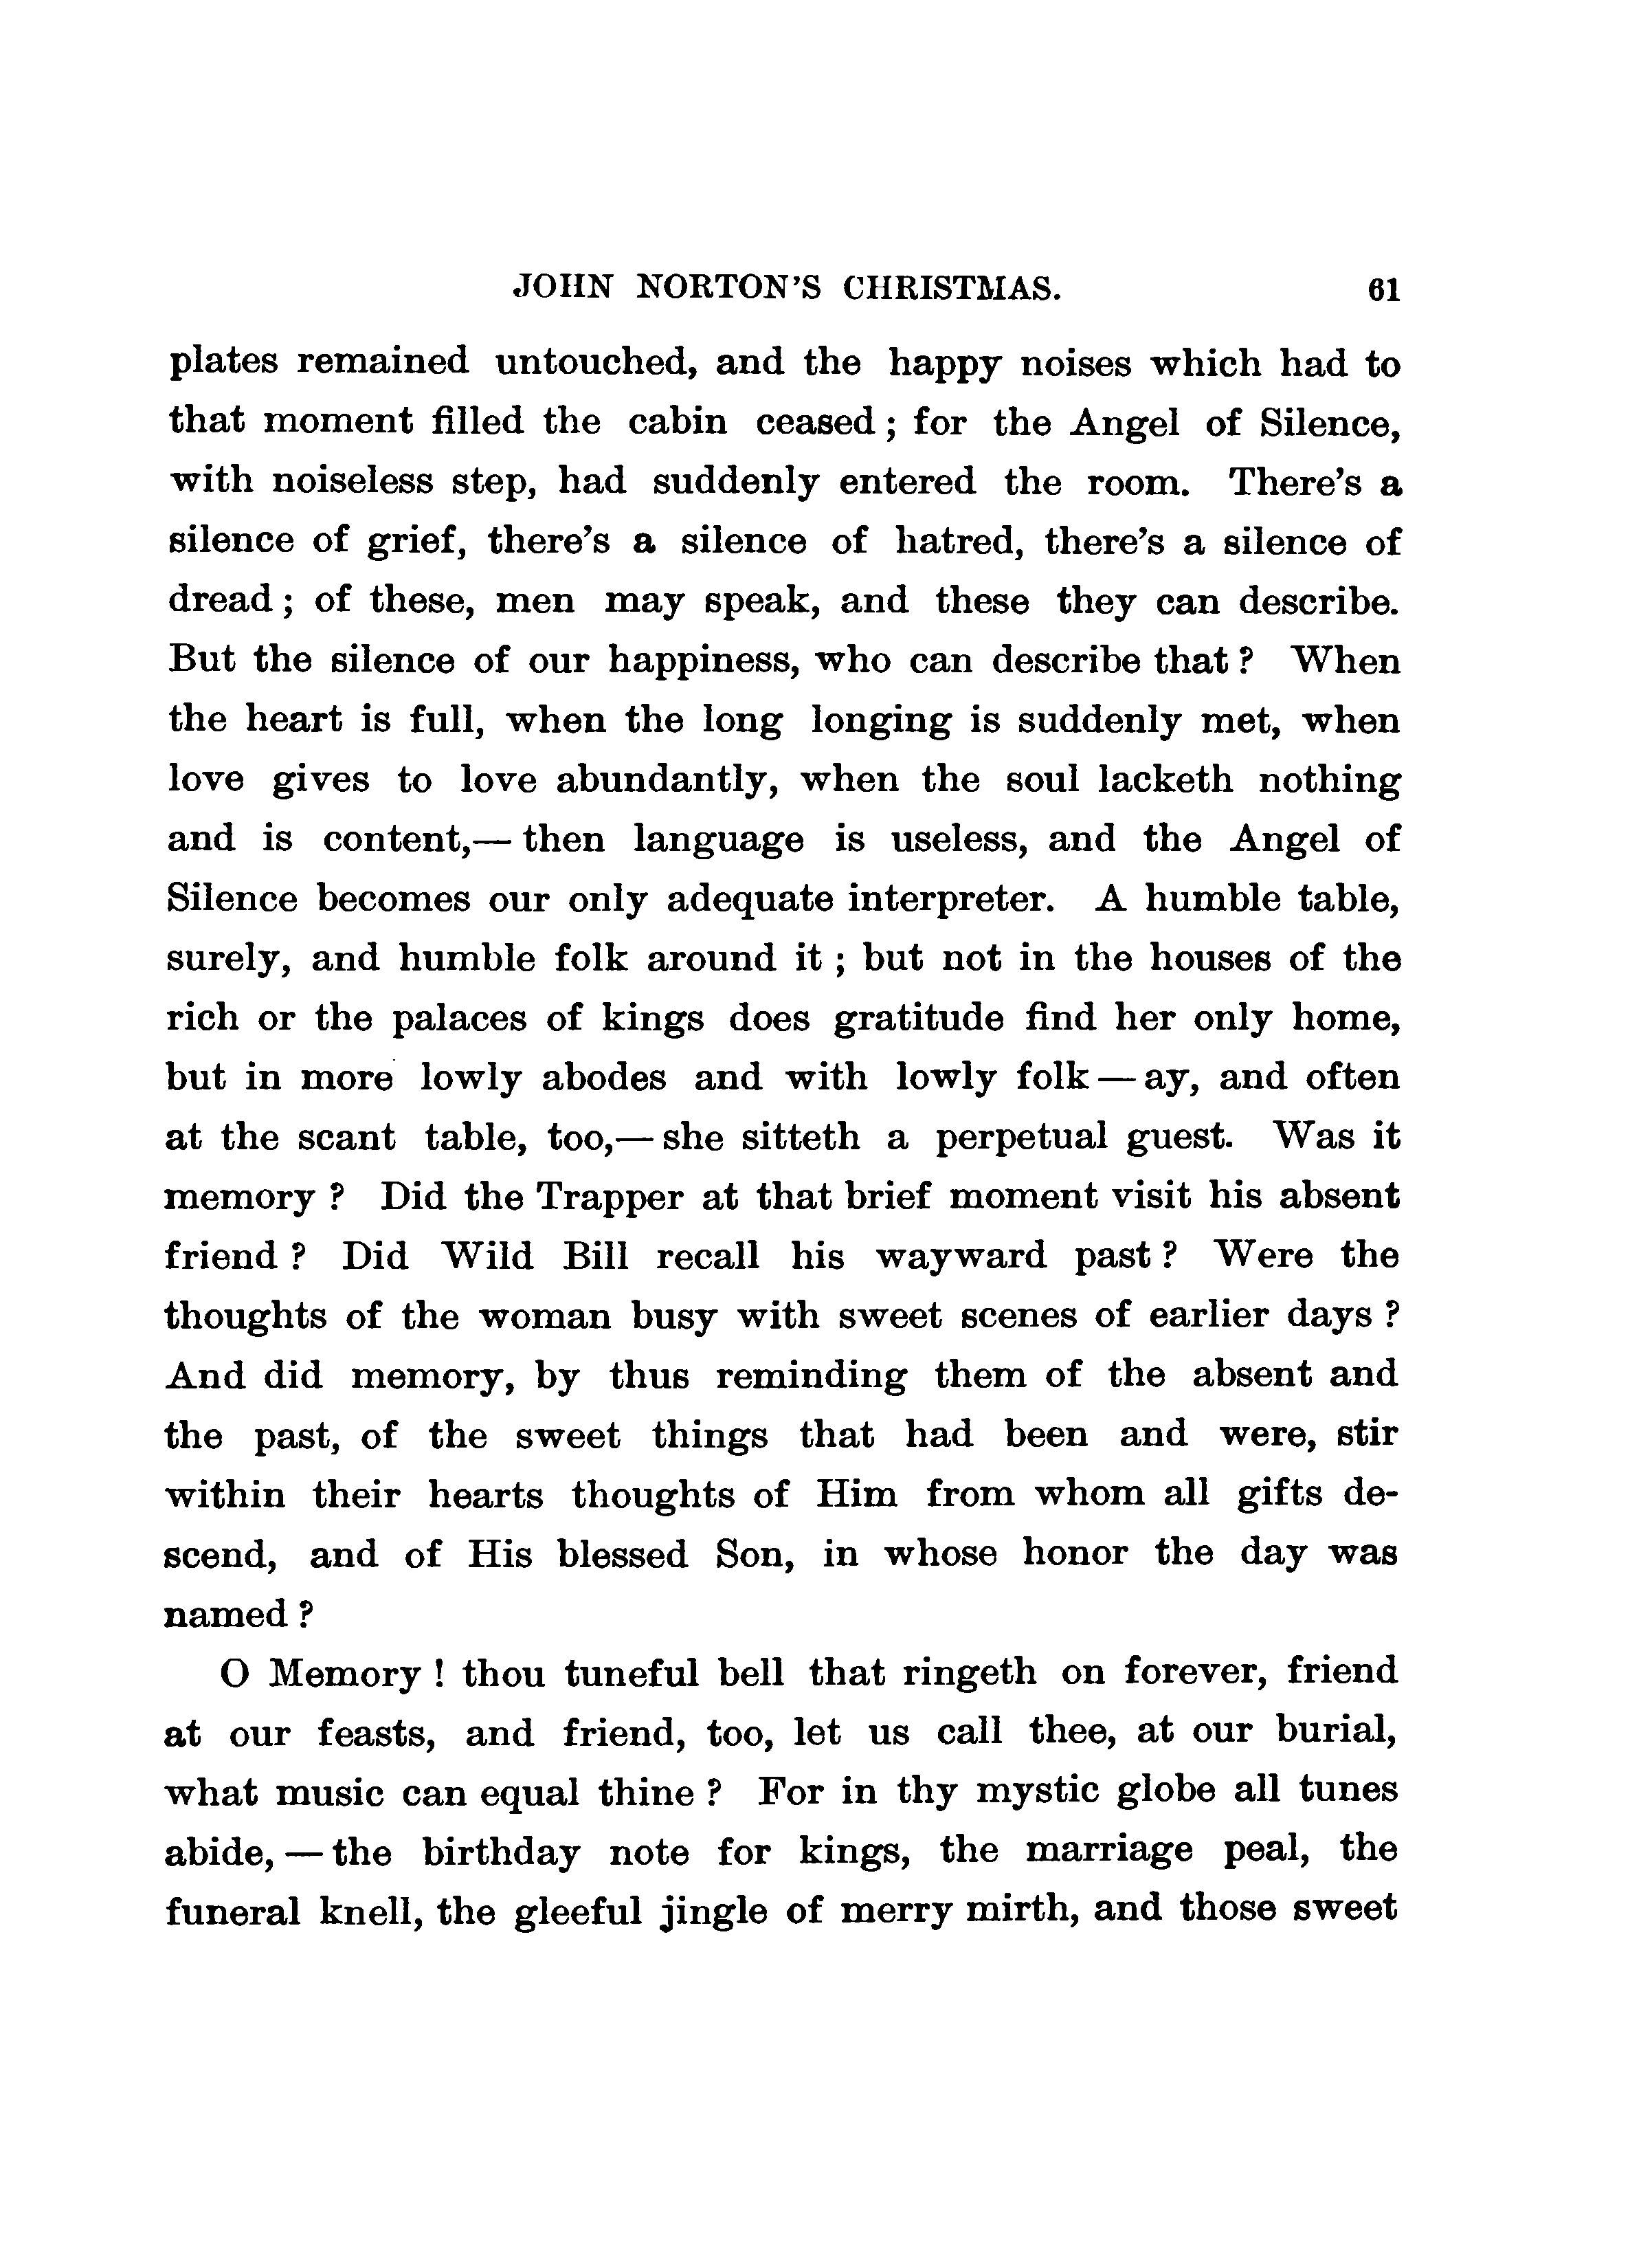 JOHN NORTON'S CHRISTMAS. 61
plates remained untouched, and the happy noises which had to
that moment filled the cabin ceased; for the Angel of Silence,
with noiseless step, had suddenly entered the room. There's a
silence of grief, there's a silence of hatred, there's a silence of
dread; of these, men may speak, and these they can describe.
But the silence of our happiness, who can describe that? When
the heart is full, when the long longing is suddenly met, when
love gives to love abundantly, when the soul lacketh nothing
and is content,— then language is useless, and the Angel of
Silence becomes our only adequate interpreter. A humble table,
surely, and humble folk around it; but not in the houses of the
rich or the palaces of kings does gratitude find her only home,
but in more lowly abodes and with lowly folk — ay, and often
at the scant table, too,— she sitteth a perpetual guest. Was it
memory? Did the Trapper at that brief moment visit his absent
friend? Did Wild Bill recall his wayward past? Were the
thoughts of the woman busy with sweet scenes of earlier days?
And did memory, by thus reminding them of the absent and
the past, of the sweet things that had been and were, stir
within their hearts thoughts of Him from whom all gifts de-
scend, and of His blessed Son, in whose honor the day was
named?
O Memory! thou tuneful bell that ringeth on forever, friend
at our feasts, and friend, too, let us call thee, at our burial,
what music can equal thine? For in thy mystic globe all tunes
abide, — the birthday note for kings, the marriage peal, the
funeral knell, the gleeful jingle of merry mirth, and those sweet